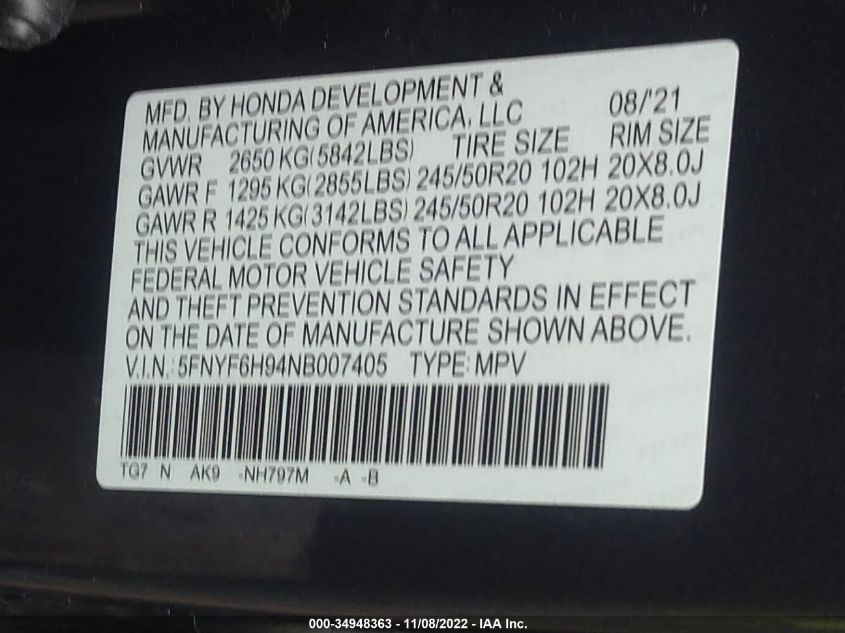 MFD. BY HONDA DEVELOPMENT & 08/'21
MANUFACTURING OF AMERICA, LLC
GVWR 2650 KG(5842LBS) TIRE SIZE RIM SIZE
GAWR F 1295 KG(2855LBS) 245/50R20 102H 20X8.0J
GAWR R 1425 KG(3142LBS) 245/50R20 102H 20X8.0J
THIS VEHICLE CONFORMS TO ALL APPLICABLE
FEDERAL MOTOR VEHICLE SAFETY
AND THEFT PREVENTION STANDARDS IN EFFECT
ON THE DATE OF MANUFACTURE SHOWN ABOVE.
V.I.N.: 5FNYF6H94NB007405 TYPE: MPV
TG7 N AK9 -NH797M -A -B
000-34948363 - 11/08/2022 - IAA Inc.